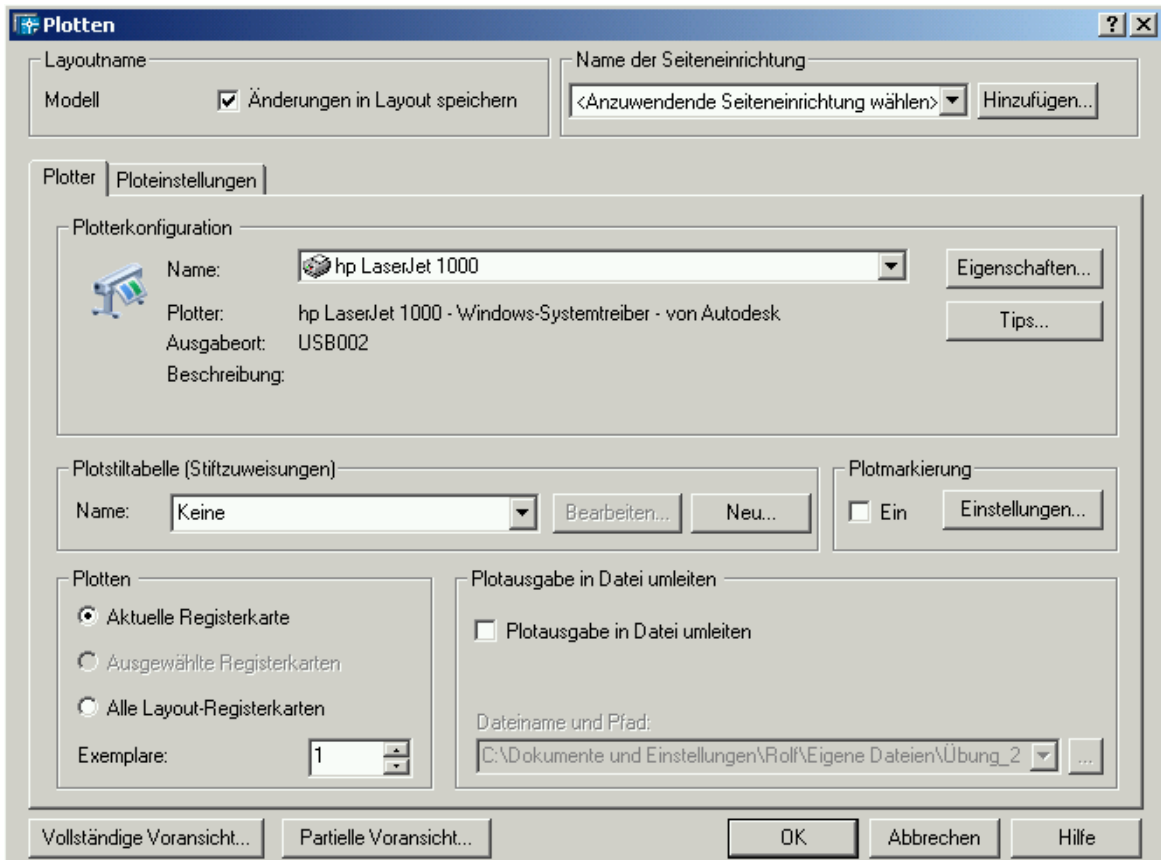 Plotten
Layoutname
Modell
Änderungen in Layout speichern
Name der Seiteneinrichtung
<Anzuwendende Seiteneinrichtung wählen>
Hinzufügen...
Plotter
Ploteinstellungen
Plotterkonfiguration
Name:
hp LaserJet 1000
Eigenschaften...
Plotter:
hp LaserJet 1000 - Windows-Systemtreiber - von Autodesk
Tips...
Ausgabeort:
USB002
Beschreibung:
Plotstiltabelle (Stiftzuweisungen)
Name:
Keine
Bearbeiten...
Neu...
Plotmarkierung
Ein
Einstellungen...
Plotten
Aktuelle Registerkarte
Ausgewählte Registerkarten
Alle Layout-Registerkarten
Exemplare:
1
Plotausgabe in Datei umleiten
Plotausgabe in Datei umleiten
Dateiname und Pfad:
C:\Dokumente und Einstellungen\Rolf\Eigene Dateien\Übung_2
...
Vollständige Voransicht...
Partielle Voransicht...
OK
Abbrechen
Hilfe